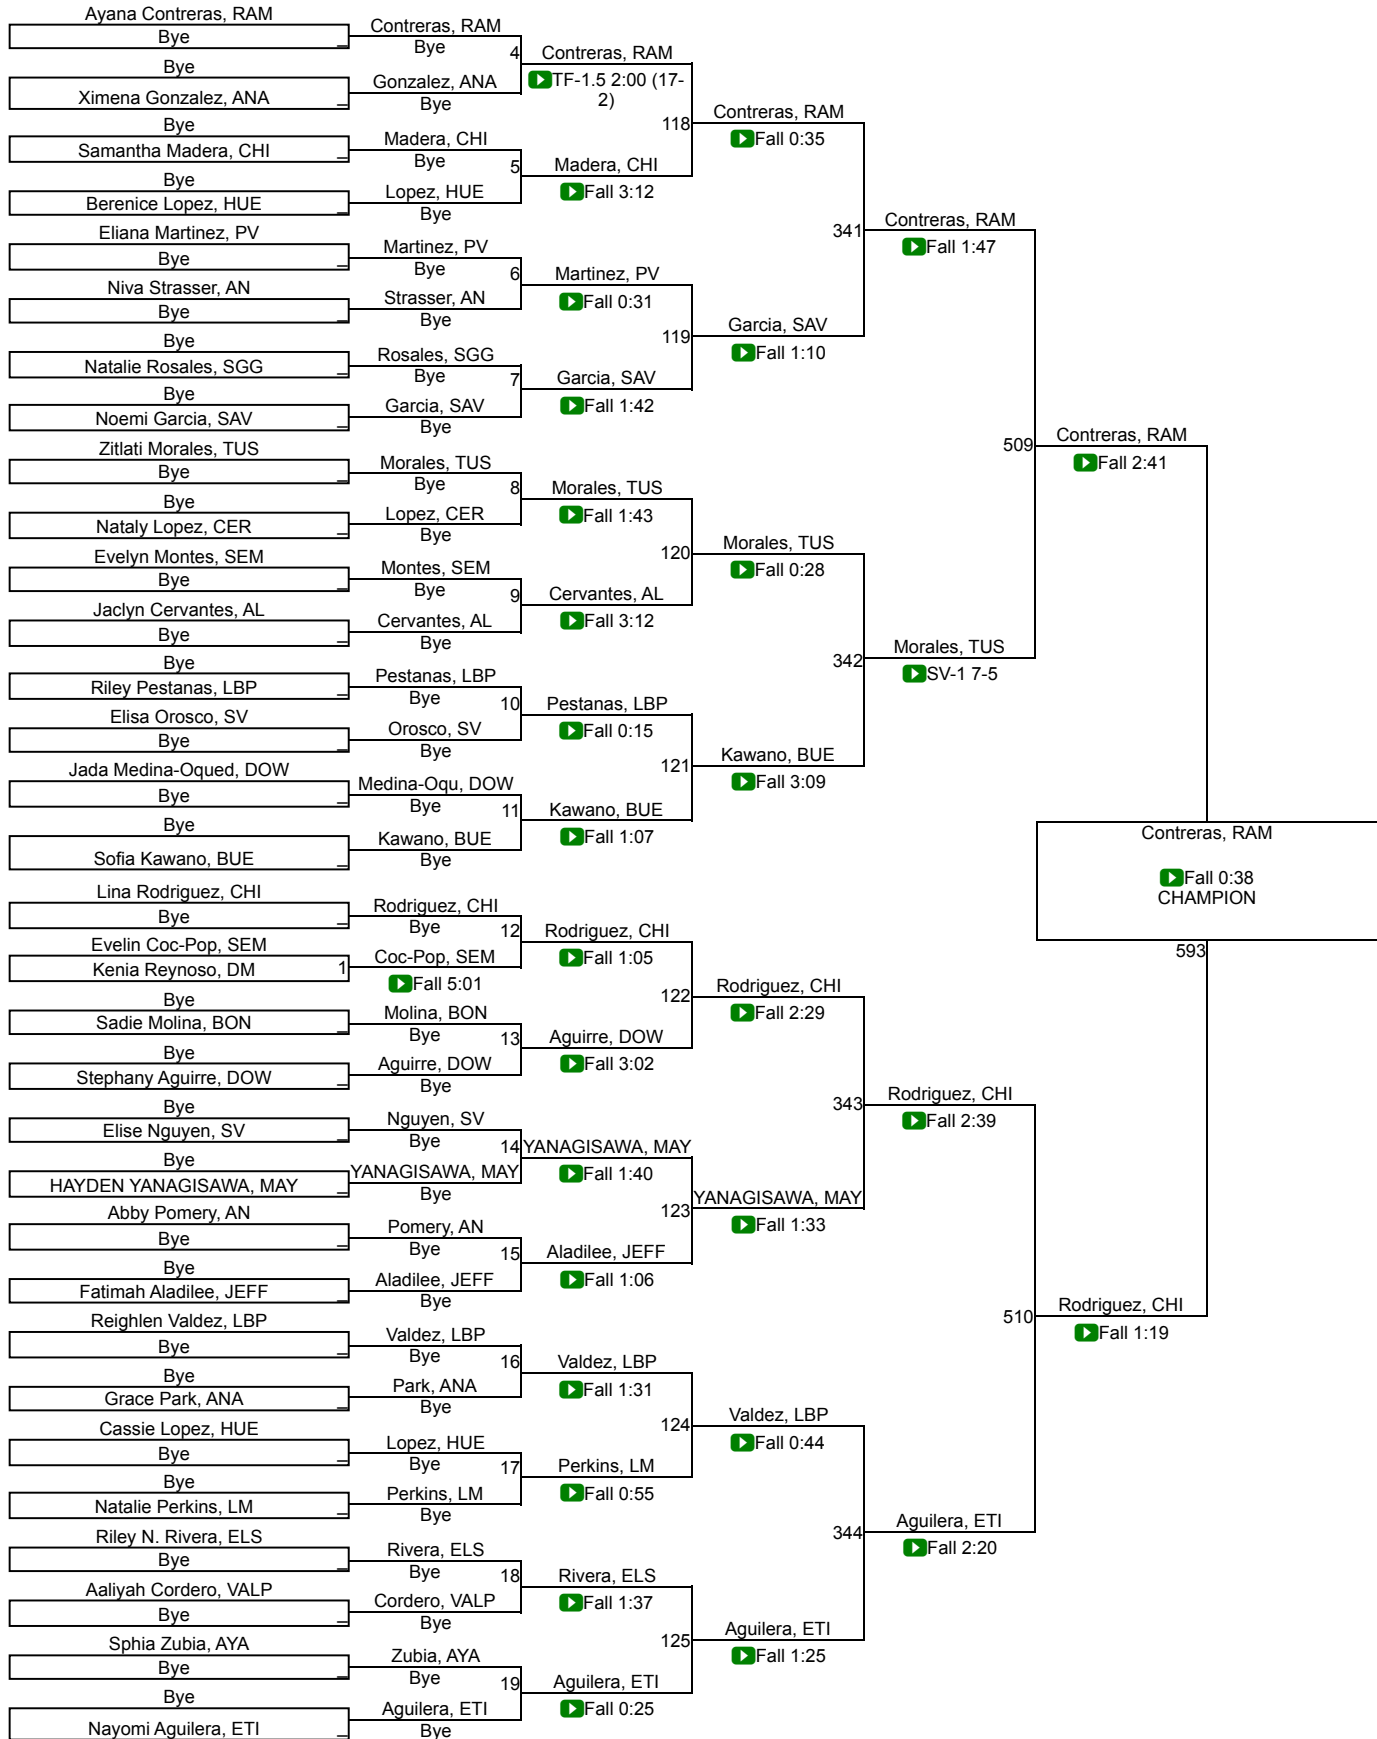 Ayana Contreras, RAM
Bye _
Bye
Ximena Gonzalez, ANA _
Bye
Samantha Madera, CHI _
Bye
Berenice Lopez, HUE _
Eliana Martinez, PV
Bye _
Niva Strasser, AN
Bye _
Bye
Natalie Rosales, SGG _
Bye
Noemi Garcia, SAV _
Zitlati Morales, TUS
Bye _
Bye
Nataly Lopez, CER _
Evelyn Montes, SEM
Bye _
Jaclyn Cervantes, AL
Bye _
Bye
Riley Pestanas, LBP _
Elisa Orosco, SV
Bye _
Jada Medina-Oqued, DOW
Bye _
Bye
Sofia Kawano, BUE _
Lina Rodriguez, CHI
Bye _
Evelin Coc-Pop, SEM
Kenia Reynoso, DM 1
Bye
Sadie Molina, BON _
Bye
Stephany Aguirre, DOW _
Bye
Elise Nguyen, SV _
Bye
HAYDEN YANAGISAWA, MAY _
Abby Pomery, AN
Bye _
Bye
Fatimah Aladilee, JEFF _
Reighlen Valdez, LBP
Bye _
Bye
Grace Park, ANA _
Cassie Lopez, HUE
Bye _
Bye
Natalie Perkins, LM _
Riley N. Rivera, ELS
Bye _
Aaliyah Cordero, VALP
Bye _
Sphia Zubia, AYA
Bye _
Bye
Nayomi Aguilera, ETI _
Contreras, RAM
Bye
4
Gonzalez, ANA
Bye
Madera, CHI
Bye
5
Lopez, HUE
Bye
Martinez, PV
Bye
6
Strasser, AN
Bye
Rosales, SGG
Bye
7
Garcia, SAV
Bye
Morales, TUS
Bye
8
Lopez, CER
Bye
Montes, SEM
Bye
9
Cervantes, AL
Bye
Pestanas, LBP
Bye
10
Orosco, SV
Bye
Medina-Oqu, DOW
Bye
11
Kawano, BUE
Bye
Rodriguez, CHI
Bye
12
Coc-Pop, SEM
Fall 5:01
Molina, BON
Bye
13
Aguirre, DOW
Bye
Nguyen, SV
Bye
14
YANAGISAWA, MAY
Bye
Pomery, AN
Bye
15
Aladilee, JEFF
Bye
Valdez, LBP
Bye
16
Park, ANA
Bye
Lopez, HUE
Bye
17
Perkins, LM
Bye
Rivera, ELS
Bye
18
Cordero, VALP
Bye
Zubia, AYA
Bye
19
Aguilera, ETI
Bye
Contreras, RAM
TF-1.5 2:00 (17-
2)
118
Madera, CHI
Fall 3:12
Martinez, PV
Fall 0:31
119
Garcia, SAV
Fall 1:42
Morales, TUS
Fall 1:43
120
Cervantes, AL
Fall 3:12
Pestanas, LBP
Fall 0:15
121
Kawano, BUE
Fall 1:07
Rodriguez, CHI
Fall 1:05
122
Aguirre, DOW
Fall 3:02
YANAGISAWA, MAY
Fall 1:40
123
Aladilee, JEFF
Fall 1:06
Valdez, LBP
Fall 1:31
124
Perkins, LM
Fall 0:55
Rivera, ELS
Fall 1:37
125
Aguilera, ETI
Fall 0:25
Contreras, RAM
Fall 0:35
341
Garcia, SAV
Fall 1:10
Morales, TUS
Fall 0:28
342
Kawano, BUE
Fall 3:09
Rodriguez, CHI
Fall 2:29
343
YANAGISAWA, MAY
Fall 1:33
Valdez, LBP
Fall 0:44
344
Aguilera, ETI
Fall 1:25
Contreras, RAM
Fall 1:47
509
Morales, TUS
SV-1 7-5
Rodriguez, CHI
Fall 2:39
510
Aguilera, ETI
Fall 2:20
Contreras, RAM
Fall 2:41
Rodriguez, CHI
Fall 1:19
Contreras, RAM
Fall 0:38
CHAMPION
593